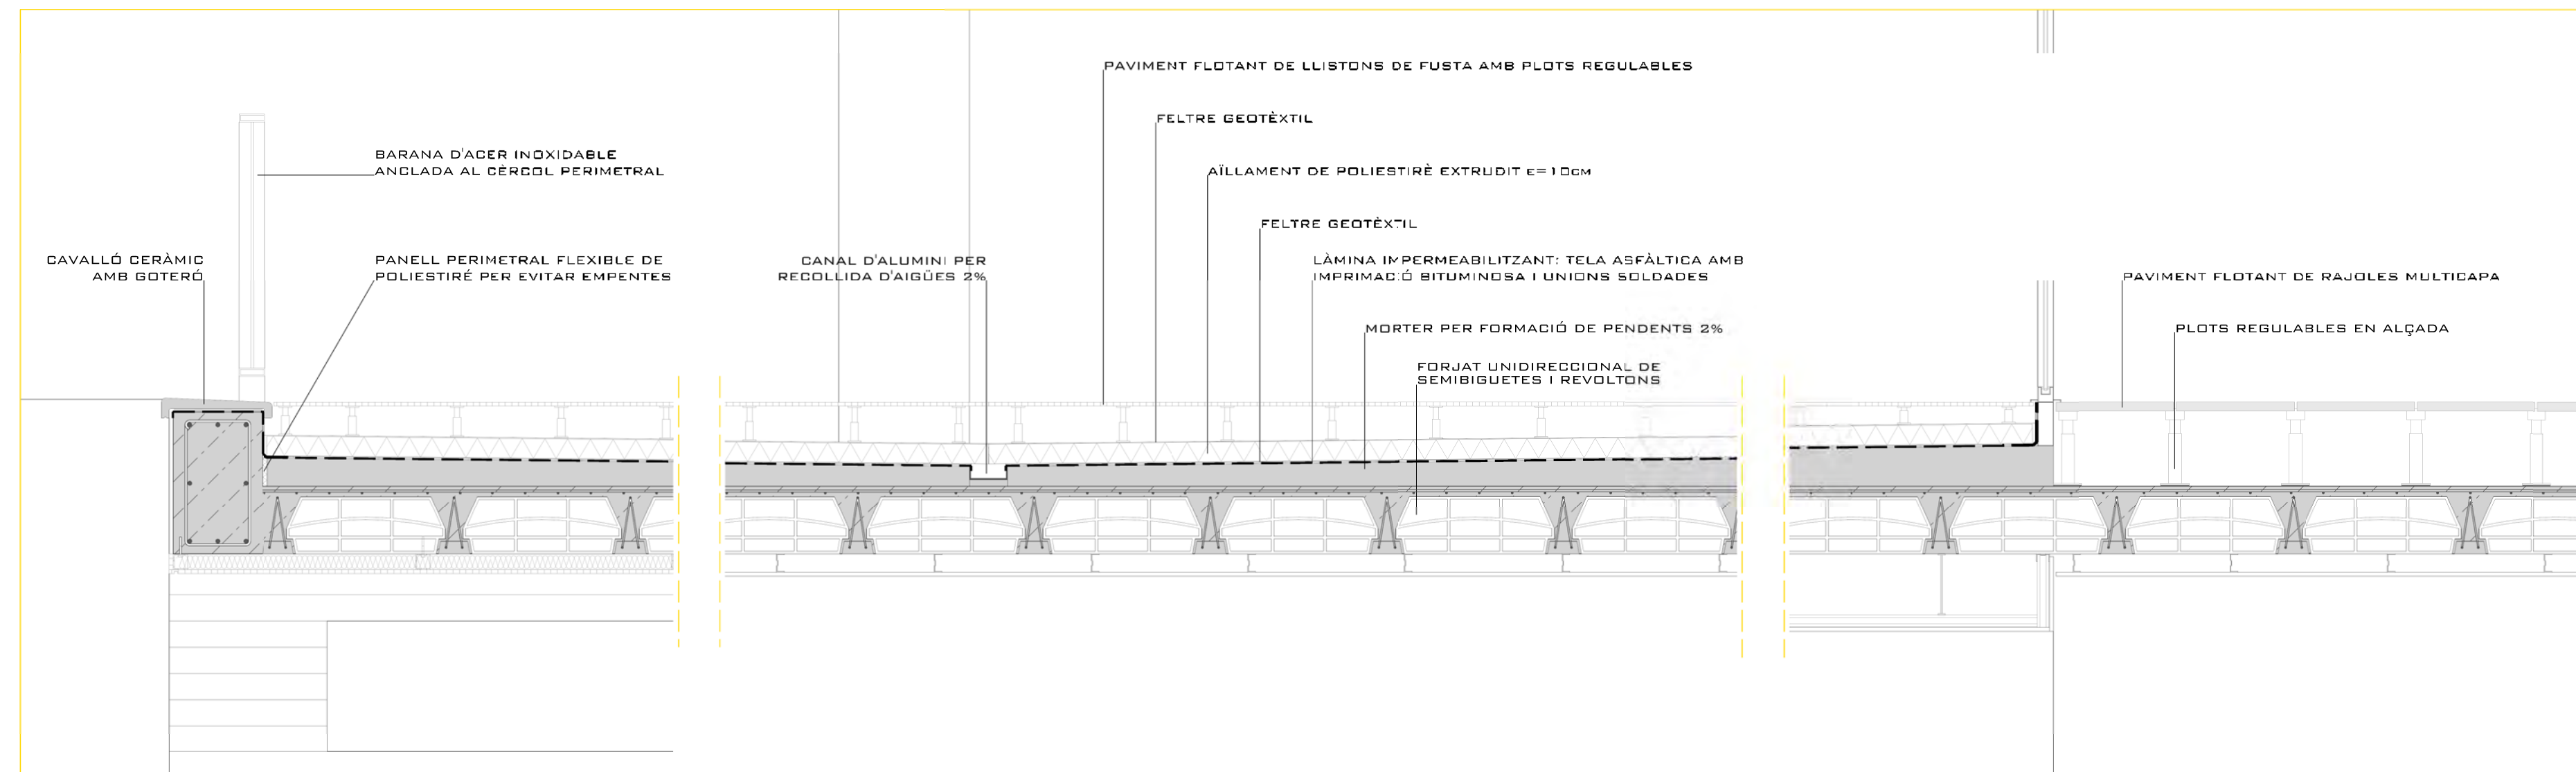 PAVIMENT FLOTANT DE LLISTONS DE FUSTA AMB PLOTS REGULABLES
FELTRE GEOTÈXTIL
BARANA D'ACER INOXIDABLE
ANCLADA AL CÈRCOL PERIMETRAL
AÏLLAMENT DE POLIESTIRÈ EXTRUDIT e=10cm
FELTRE GEOTÈXTIL
CAVALLÓ CERÀMIC
AMB GOTERÓ
PANELL PERIMETRAL FLEXIBLE DE
POLIESTIRÉ PER EVITAR EMPENTES
CANAL D'ALUMINI PER
RECOLLIDA D'AIGÜES 2%
LÀMINA IMPERMEABILITZANT: TELA ASFÀLTICA AMB
IMPRIMACIÓ BITUMINOSA I UNIONS SOLDADES
PAVIMENT FLOTANT DE RAJOLES MULTICAPA
MORTER PER FORMACIÓ DE PENDENTS 2%
PLOTS REGULABLES EN ALÇADA
FORJAT UNIDIRECCIONAL DE
SEMIBIGUETES I REVOLTONS